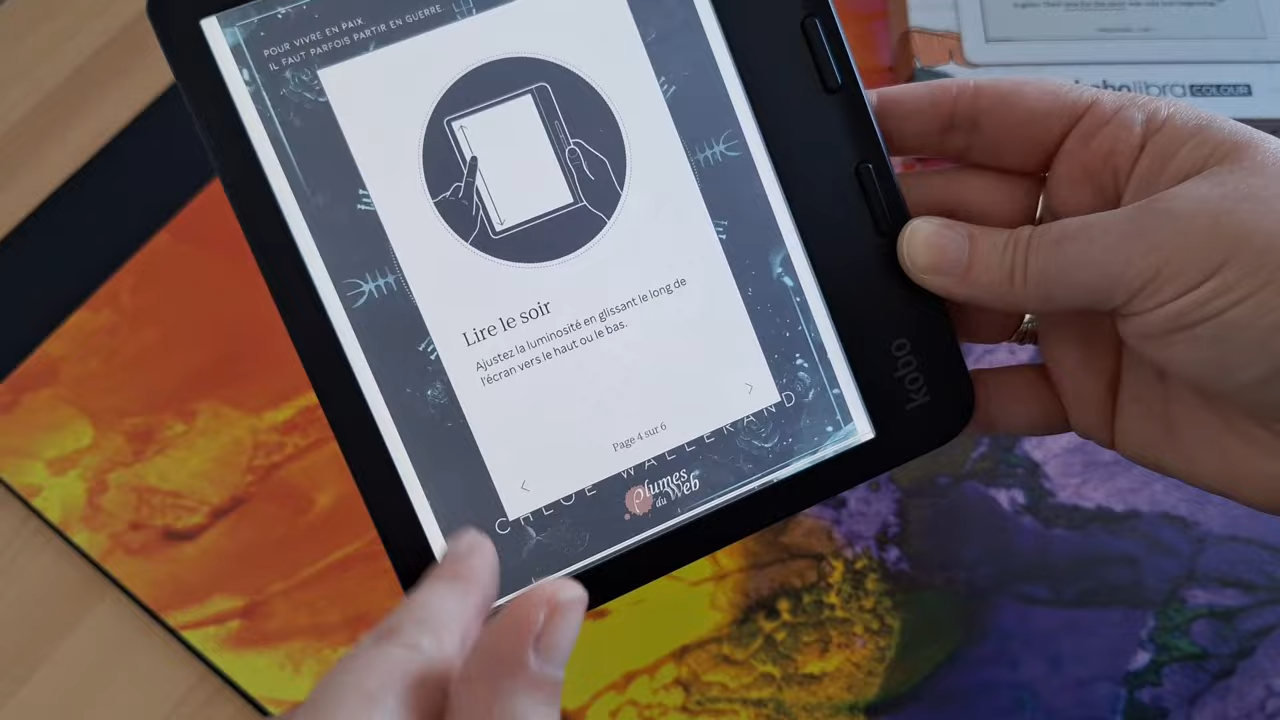 POUR VIVRE EN PAIX,
IL FAUT PARFOIS PARTIR EN GUERRE.
Lire le soir
Ajustez la luminosité en glissant le long de
l'écran vers le haut ou le bas.
Page 4 sur 6
CHLOÉ WALLERAND
Plumes
du Web
kobo
kobo libra COLOUR